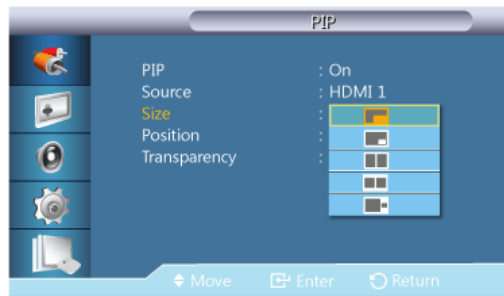 PIP
PIP : On
Source : HDMI 1
Size :
Position :
Transparency :
Move Enter Return